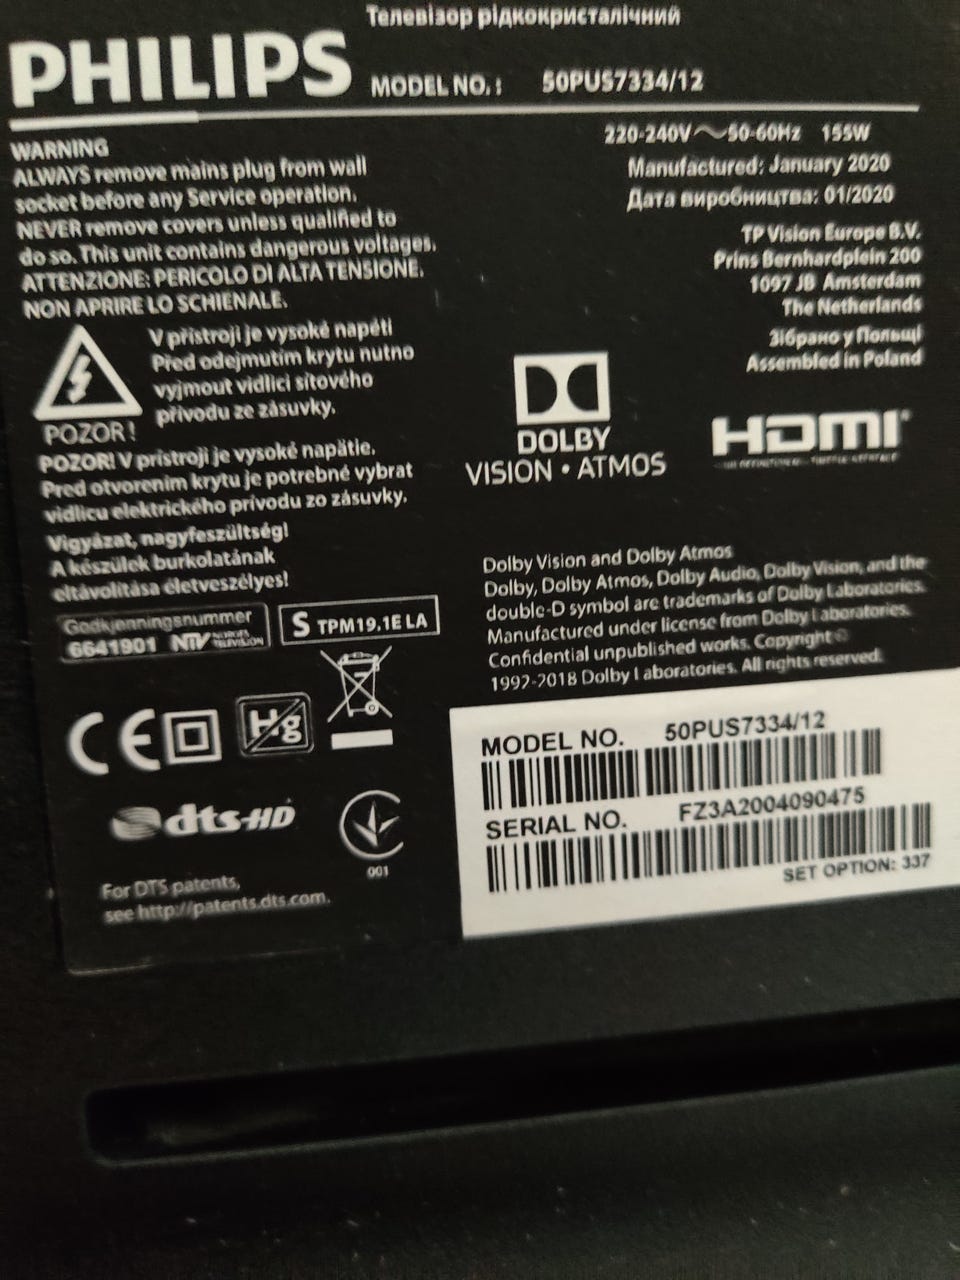 Телевізор рідкокристалічний
PHILIPS
MODEL NO. : 50PUS7334/12
220-240V ~ 50-60Hz 155W
Manufactured: January 2020
Дата виробництва: 01/2020
TP Vision Europe B.V.
Prins Bernhardplein 200
1097 JB Amsterdam
The Netherlands
Зібрано у Польщі
Assembled in Poland
WARNING
ALWAYS remove mains plug from wall
socket before any Service operation.
NEVER remove covers unless qualified to
do so. This unit contains dangerous voltages.
ATTENZIONE: PERICOLO DI ALTA TENSIONE.
NON APRIRE LO SCHIENALE.
V přístroji je vysoké napětí
Před odejmutím krytu nutno
vyjmout vidlici síťového
přívodu ze zásuvky.
POZOR!
POZOR! V prístroji je vysoké napätie.
Pred otvorením krytu je potrebné vybrat
vidlicu elektrického prívodu zo zásuvky.
Vigyázat, nagyfeszültség!
A készülek burkolatának
eltávolítása életveszélyes!
DOLBY
VISION · ATMOS
HDMI
Dolby Vision and Dolby Atmos
Dolby, Dolby Atmos, Dolby Audio, Dolby Vision, and the
double-D symbol are trademarks of Dolby Laboratories.
Manufactured under license from Dolby Laboratories.
Confidential unpublished works. Copyright ©
1992-2018 Dolby Laboratories. All rights reserved.
Godkjenningsnummer
6641901 NTV NORGES TELEVISJON
S TPM19.1E LA
CE
Hg
dts-HD
001
For DTS patents,
see http://patents.dts.com.
MODEL NO. 50PUS7334/12
SERIAL NO. FZ3A2004090475
SET OPTION: 337